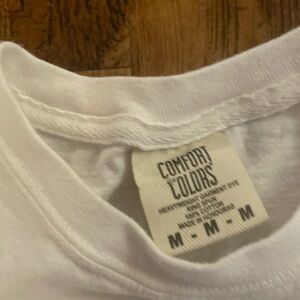 COMFORT
COLORS
HEAVYWEIGHT GARMENT DYE
RING SPUN
100% COTTON
MADE IN HONDURAS
M - M - M